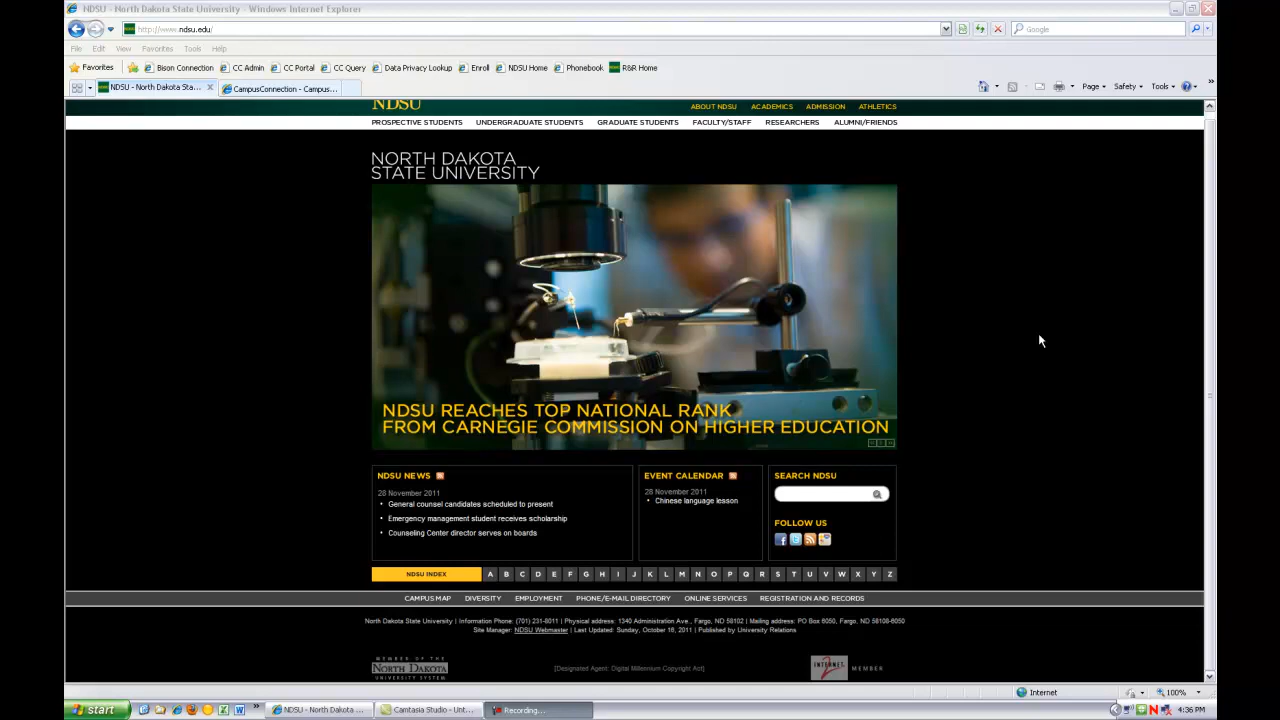 NDSU - North Dakota State University - Windows Internet Explorer
http://www.ndsu.edu/
Google
File Edit View Favorites Tools Help
Favorites Bison Connection CC Admin CC Portal CC Query Data Privacy Lookup Enroll NDSU Home Phonebook R&R Home
NDSU - North Dakota Sta... CampusConnection - Campus... Page Safety Tools
NDSU ABOUT NDSU ACADEMICS ADMISSION ATHLETICS
PROSPECTIVE STUDENTS UNDERGRADUATE STUDENTS GRADUATE STUDENTS FACULTY/STAFF RESEARCHERS ALUMNI/FRIENDS
NORTH DAKOTA
STATE UNIVERSITY
NDSU REACHES TOP NATIONAL RANK
FROM CARNEGIE COMMISSION ON HIGHER EDUCATION
NDSU NEWS
28 November 2011
• General counsel candidates scheduled to present
• Emergency management student receives scholarship
• Counseling Center director serves on boards
EVENT CALENDAR
28 November 2011
• Chinese language lesson
SEARCH NDSU
FOLLOW US
NDSU INDEX A B C D E F G H I J K L M N O P Q R S T U V W X Y Z
CAMPUS MAP DIVERSITY EMPLOYMENT PHONE/E-MAIL DIRECTORY ONLINE SERVICES REGISTRATION AND RECORDS
North Dakota State University | Information Phone: (701) 231-8011 | Physical address: 1340 Administration Ave., Fargo, ND 58102 | Mailing address: PO Box 6050, Fargo, ND 58108-6050
Site Manager: NDSU Webmaster | Last Updated: Sunday, October 16, 2011 | Published by University Relations
MEMBER OF THE
NORTH DAKOTA
UNIVERSITY SYSTEM
[Designated Agent: Digital Millennium Copyright Act]
INTERNET 2 MEMBER
Internet 100%
start NDSU - North Dakota ... Camtasia Studio - Unt... Recording... 4:36 PM